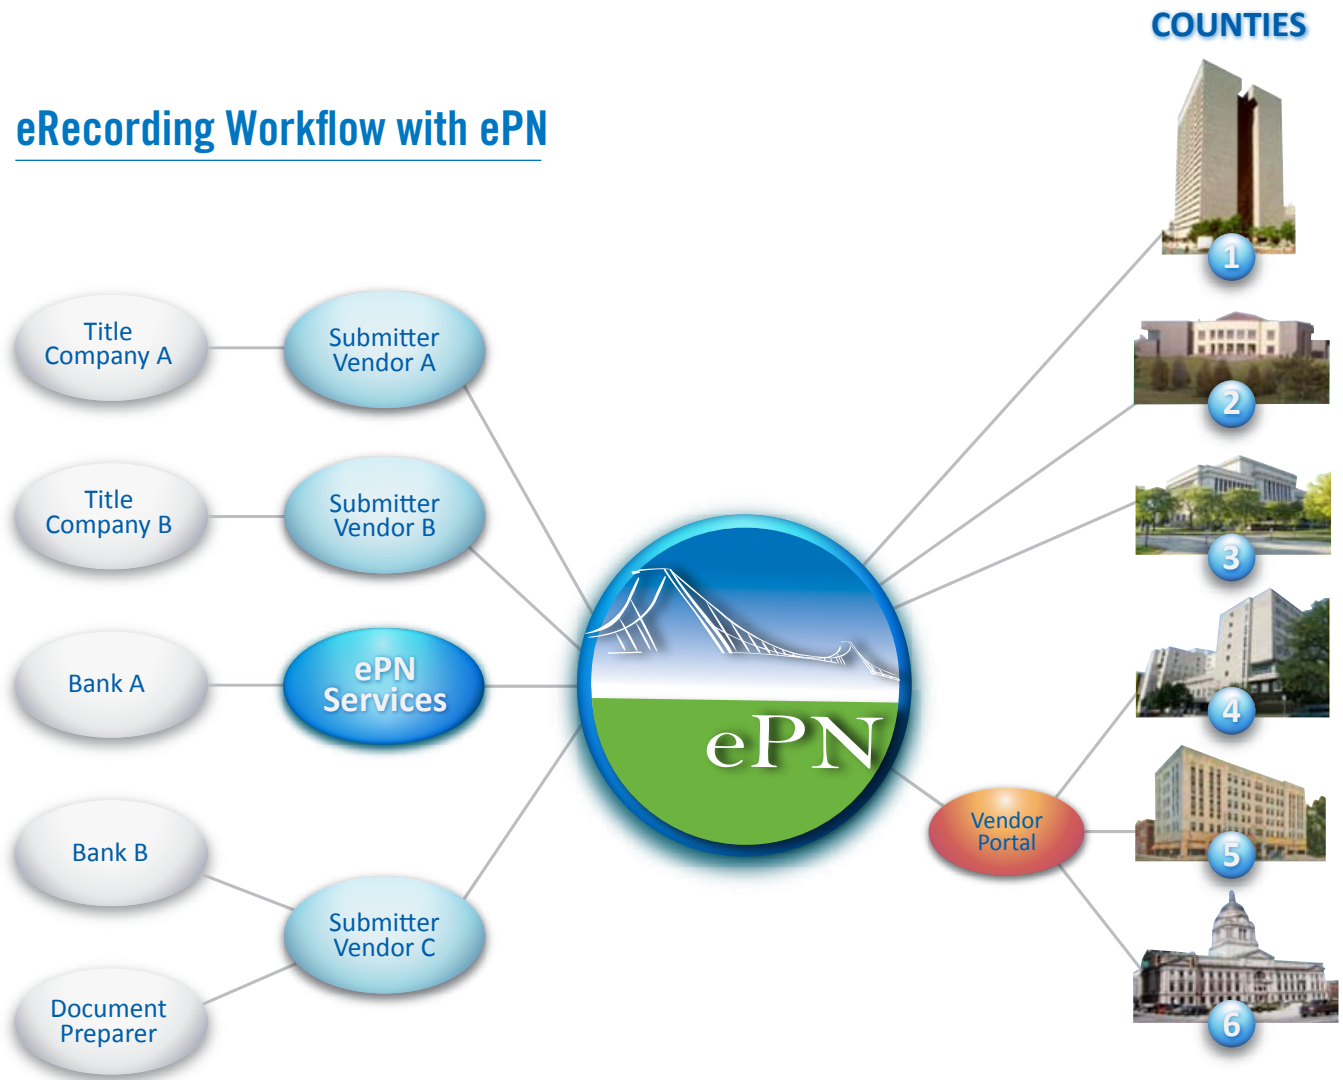 COUNTIES
eRecording Workflow with ePN
1
2
3
4
5
6
Title
Company A
Submitter
Vendor A
Title
Company B
Submitter
Vendor B
Bank A
ePN
Services
ePN
Bank B
Vendor
Portal
Submitter
Vendor C
Document
Preparer